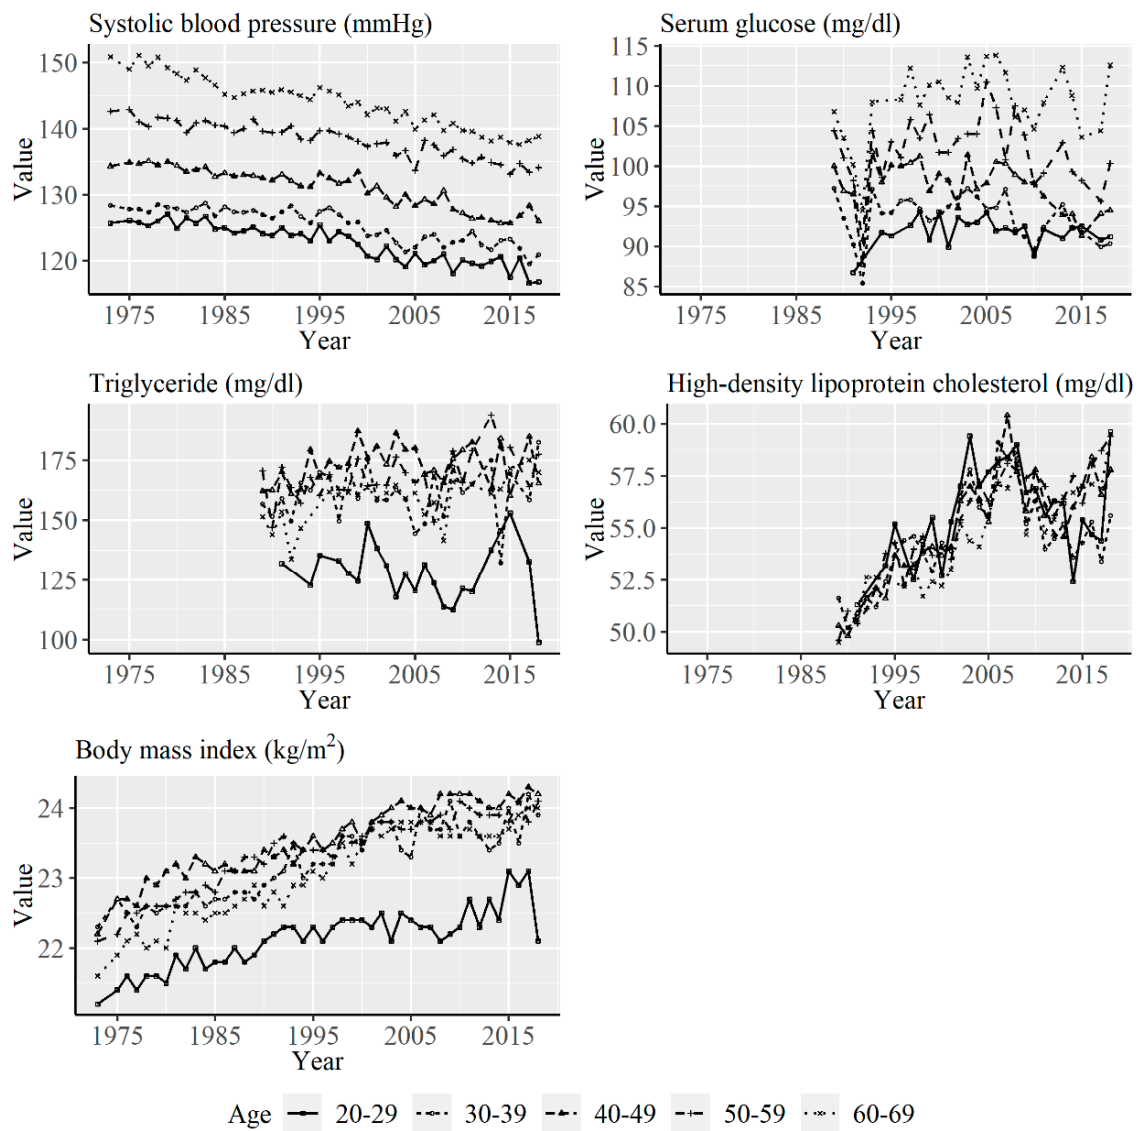 Systolic blood pressure (mmHg)
Value
150
140
130
120
1975 1985 1995 2005 2015
Year
Serum glucose (mg/dl)
Value
115
110
105
100
95
90
85
1975 1985 1995 2005 2015
Year
Triglyceride (mg/dl)
Value
175
150
125
100
1975 1985 1995 2005 2015
Year
High-density lipoprotein cholesterol (mg/dl)
Value
60.0
57.5
55.0
52.5
50.0
1975 1985 1995 2005 2015
Year
Body mass index (kg/m²)
Value
24
23
22
1975 1985 1995 2005 2015
Year
Age 20-29 30-39 40-49 50-59 60-69